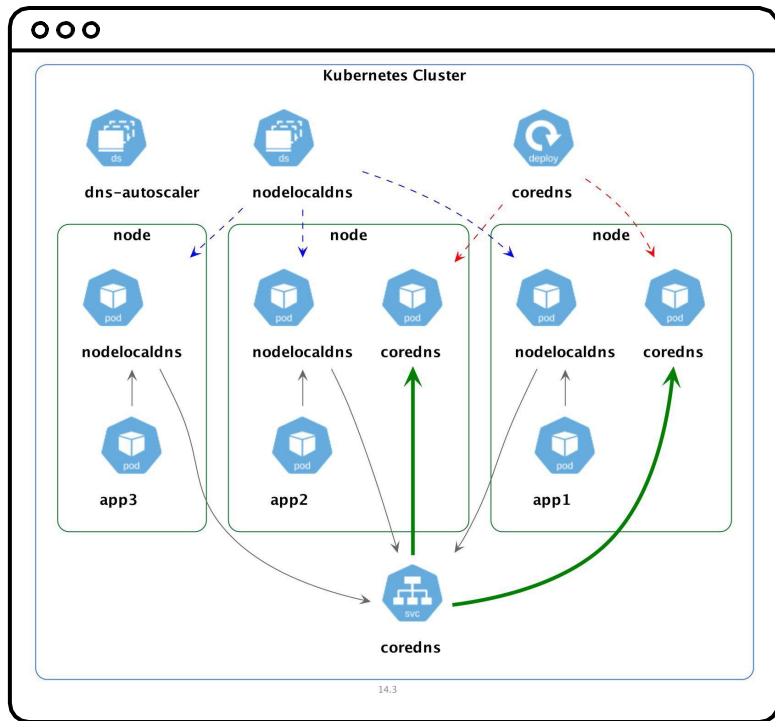 Kubernetes Cluster
ds
ds
deploy
dns-autoscaler
nodelocaldns
coredns
node
node
node
pod
pod
pod
pod
pod
nodelocaldns
nodelocaldns
coredns
nodelocaldns
coredns
pod
pod
pod
app3
app2
app1
svc
coredns
14.3